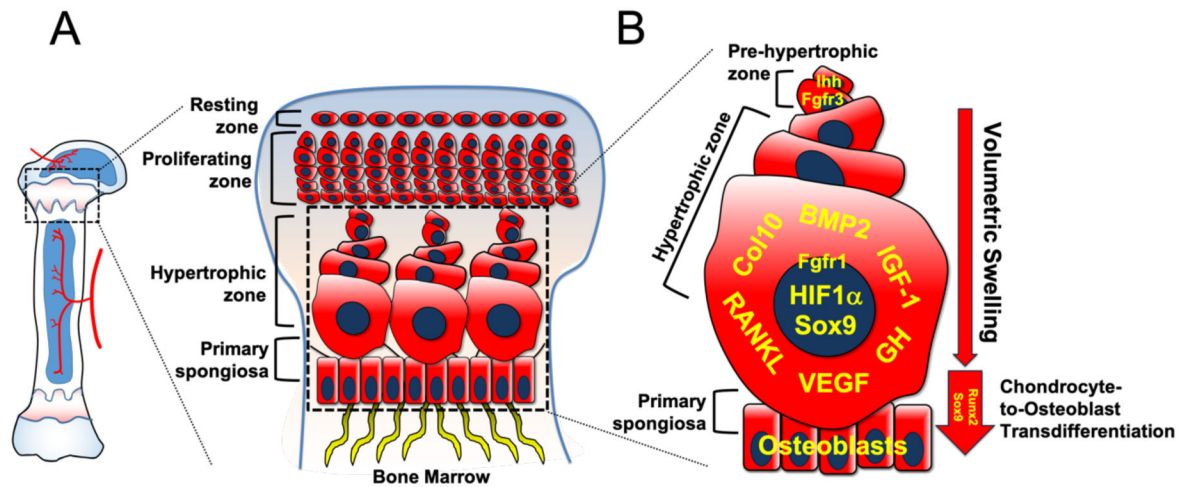 A
Resting
zone
Proliferating
zone
Hypertrophic
zone
Primary
spongiosa
Bone Marrow
B
Pre-hypertrophic
zone
Ihh
Fgfr3
Hypertrophic zone
Col10
BMP2
IGF-1
Fgfr1
HIF1α
Sox9
RANKL
GH
VEGF
Primary
spongiosa
Osteoblasts
Volumetric Swelling
Runx2
Sox9
Chondrocyte-
to-Osteoblast
Transdifferentiation